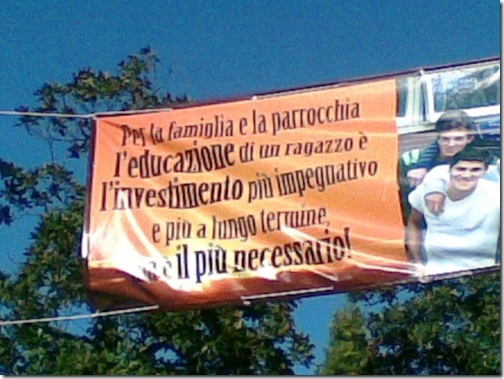 Per la famiglia e la parrocchia
l'educazione di un ragazzo è
l'investimento più impegnativo
e più a lungo termine,
è il più necessario!